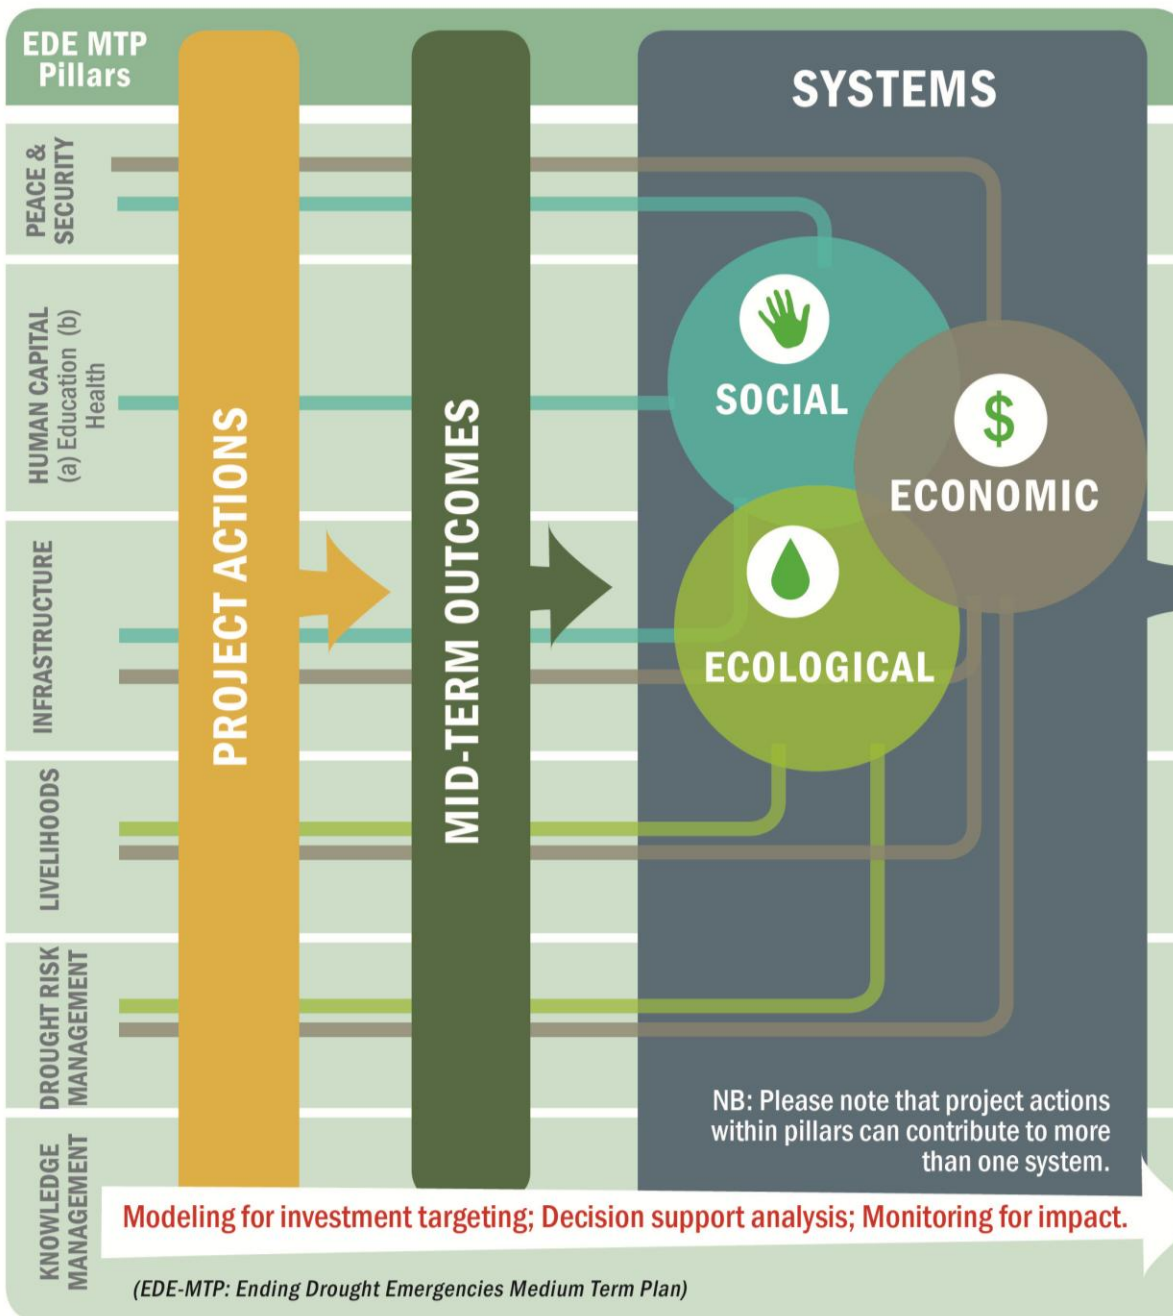 EDE MTP
Pillars
SYSTEMS
PEACE &
SECURITY
HUMAN CAPITAL
(a) Education (b)
Health
INFRASTRUCTURE
LIVELIHOODS
DROUGHT RISK
MANAGEMENT
KNOWLEDGE
MANAGEMENT
PROJECT ACTIONS
MID-TERM OUTCOMES
SOCIAL
$
ECONOMIC
ECOLOGICAL
NB: Please note that project actions
within pillars can contribute to more
than one system.
Modeling for investment targeting; Decision support analysis; Monitoring for impact.
(EDE-MTP: Ending Drought Emergencies Medium Term Plan)